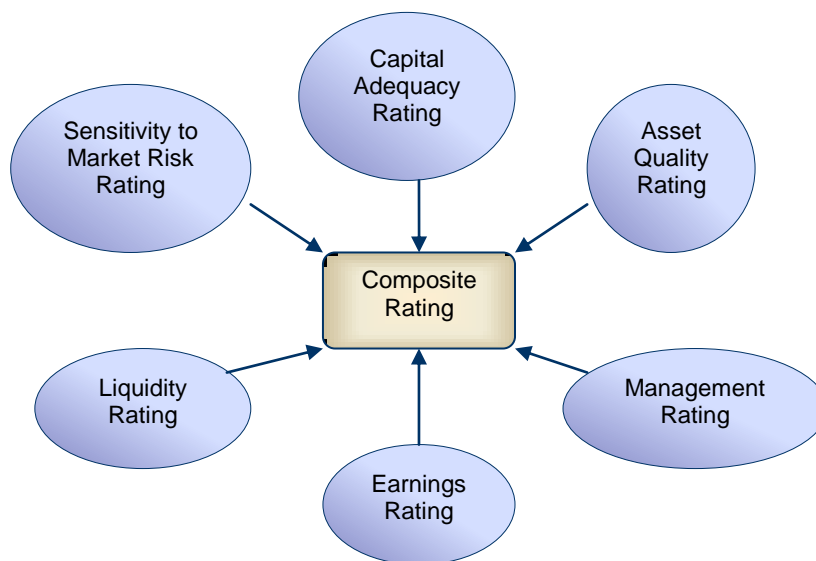 Capital
Adequacy
Rating
Sensitivity to
Market Risk
Rating
Asset
Quality
Rating
Composite
Rating
Liquidity
Rating
Management
Rating
Earnings
Rating